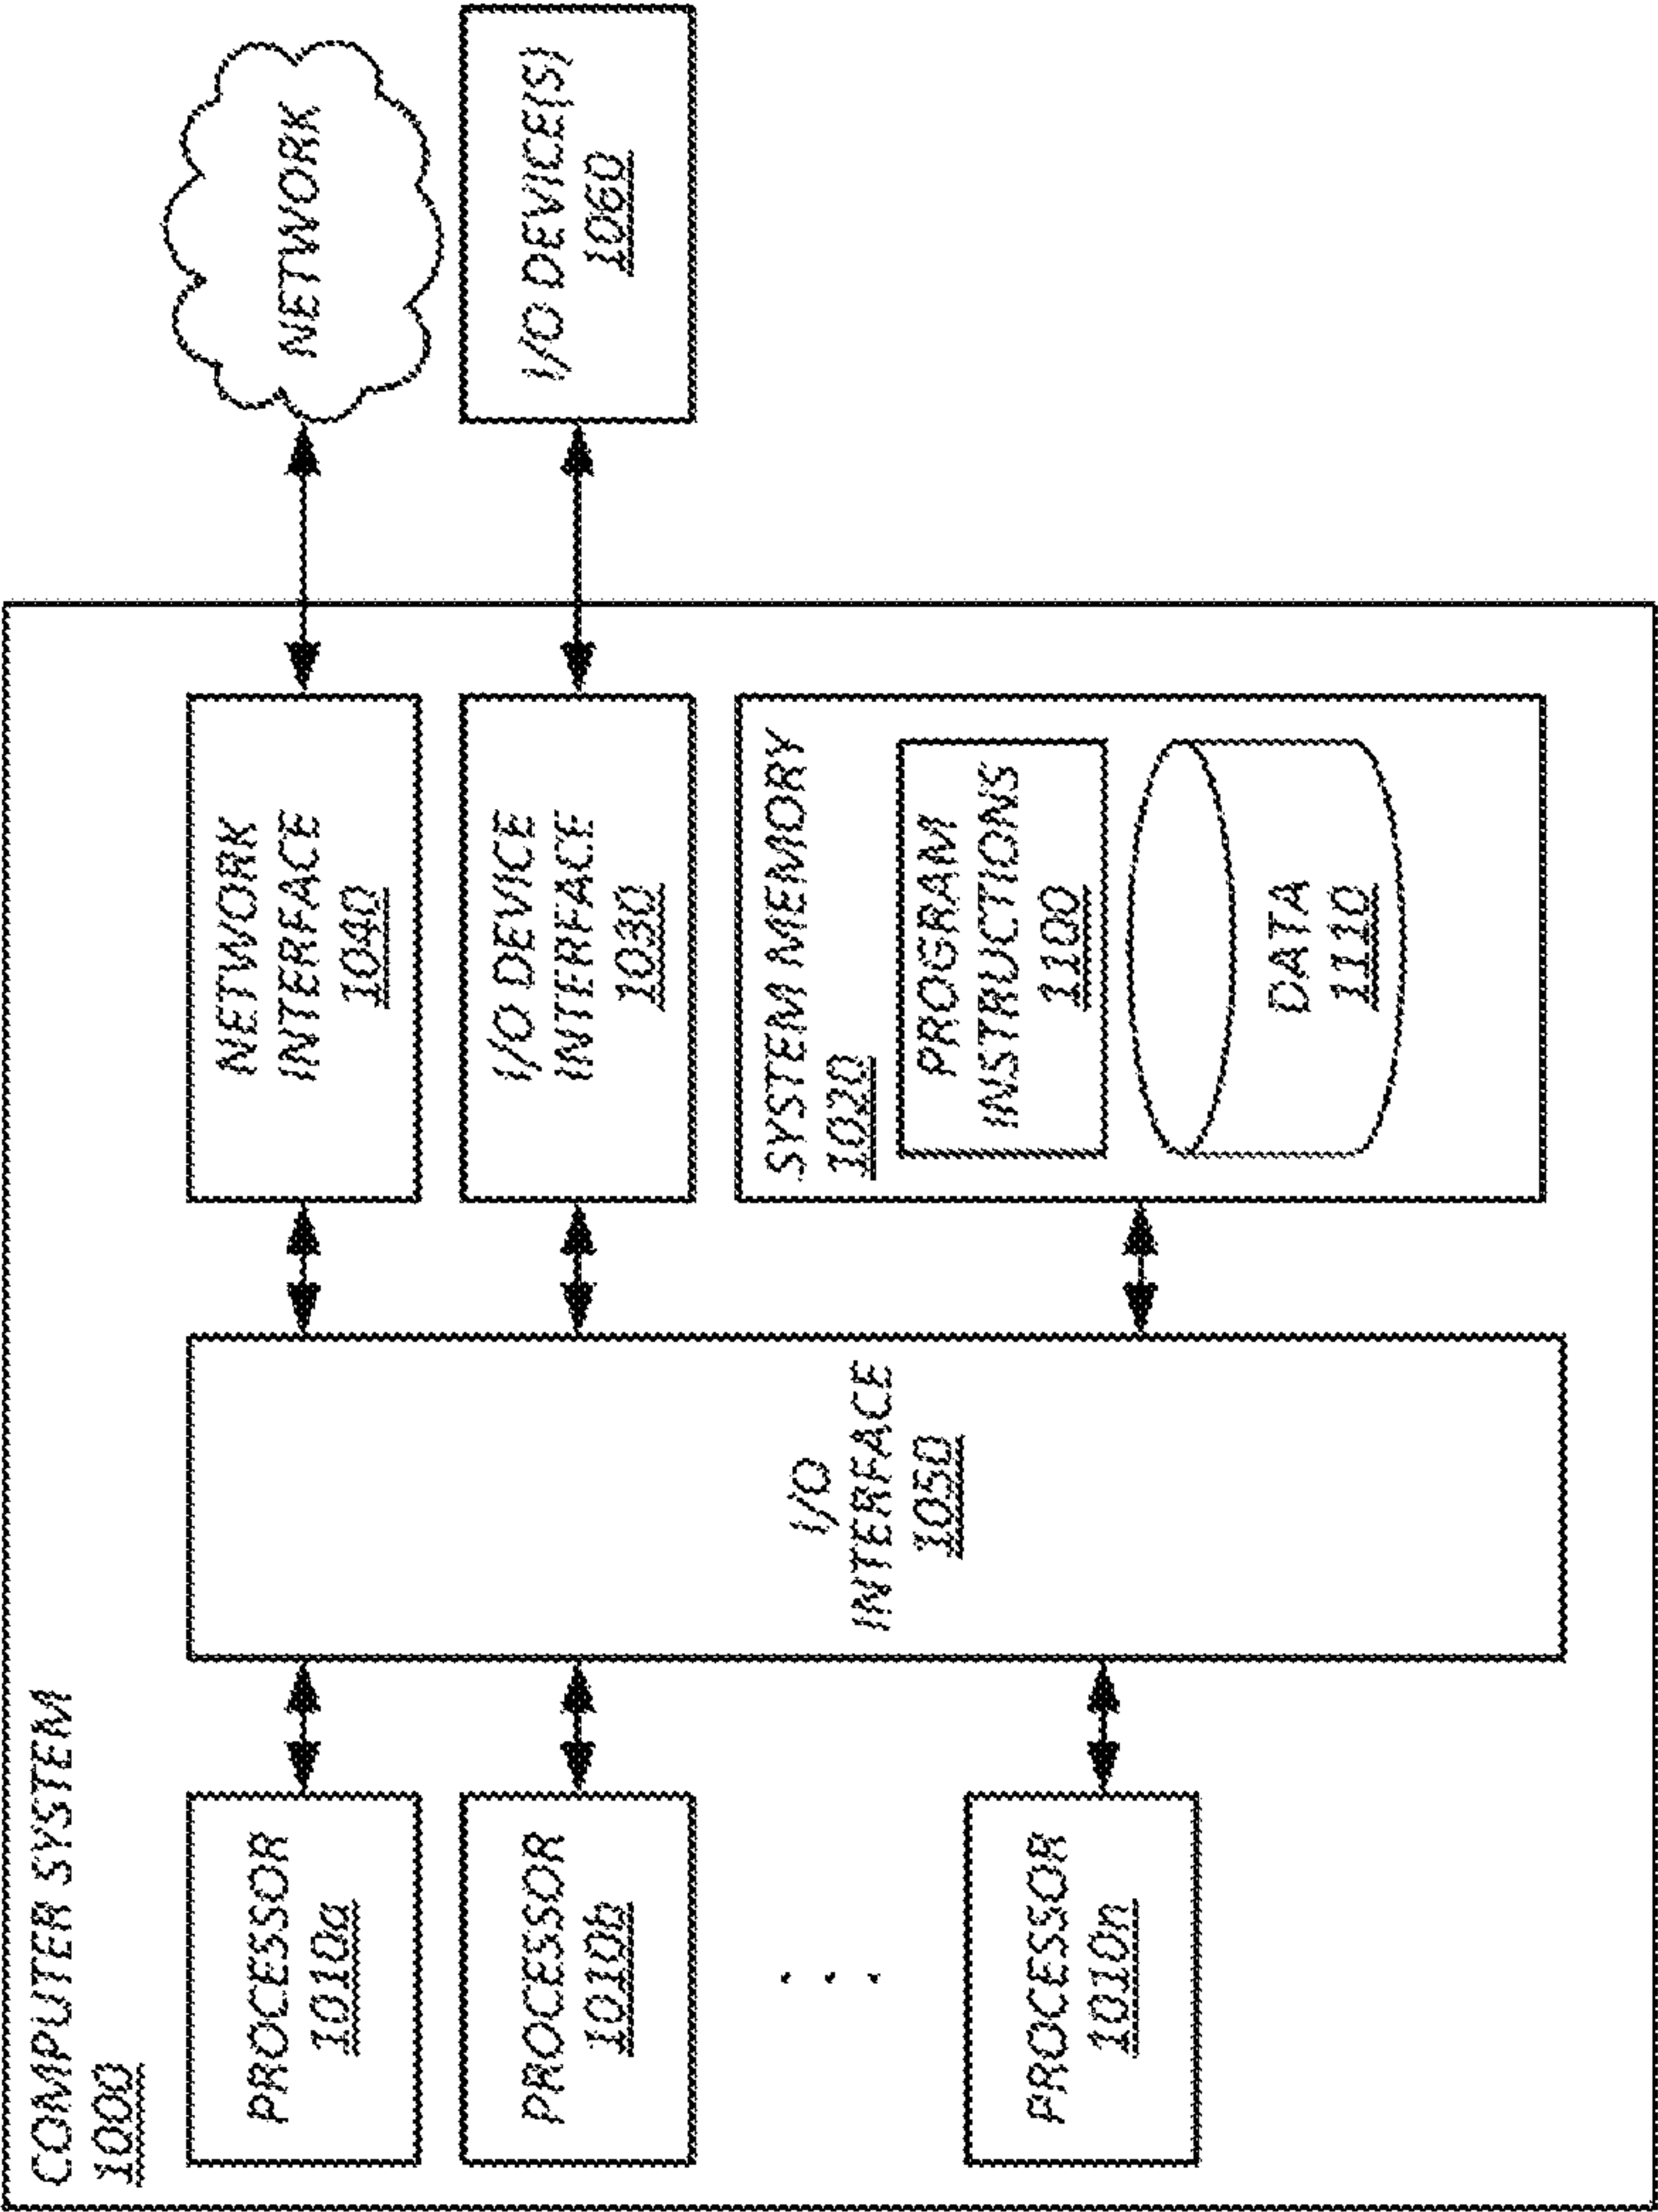 COMPUTER SYSTEM
1000
PROCESSOR
1010a
PROCESSOR
1010b
. . .
PROCESSOR
1010n
I/O
INTERFACE
1050
NETWORK
INTERFACE
1040
I/O DEVICE
INTERFACE
1030
SYSTEM MEMORY
1020
PROGRAM
INSTRUCTIONS
1100
DATA
1110
NETWORK
I/O DEVICE(S)
1060